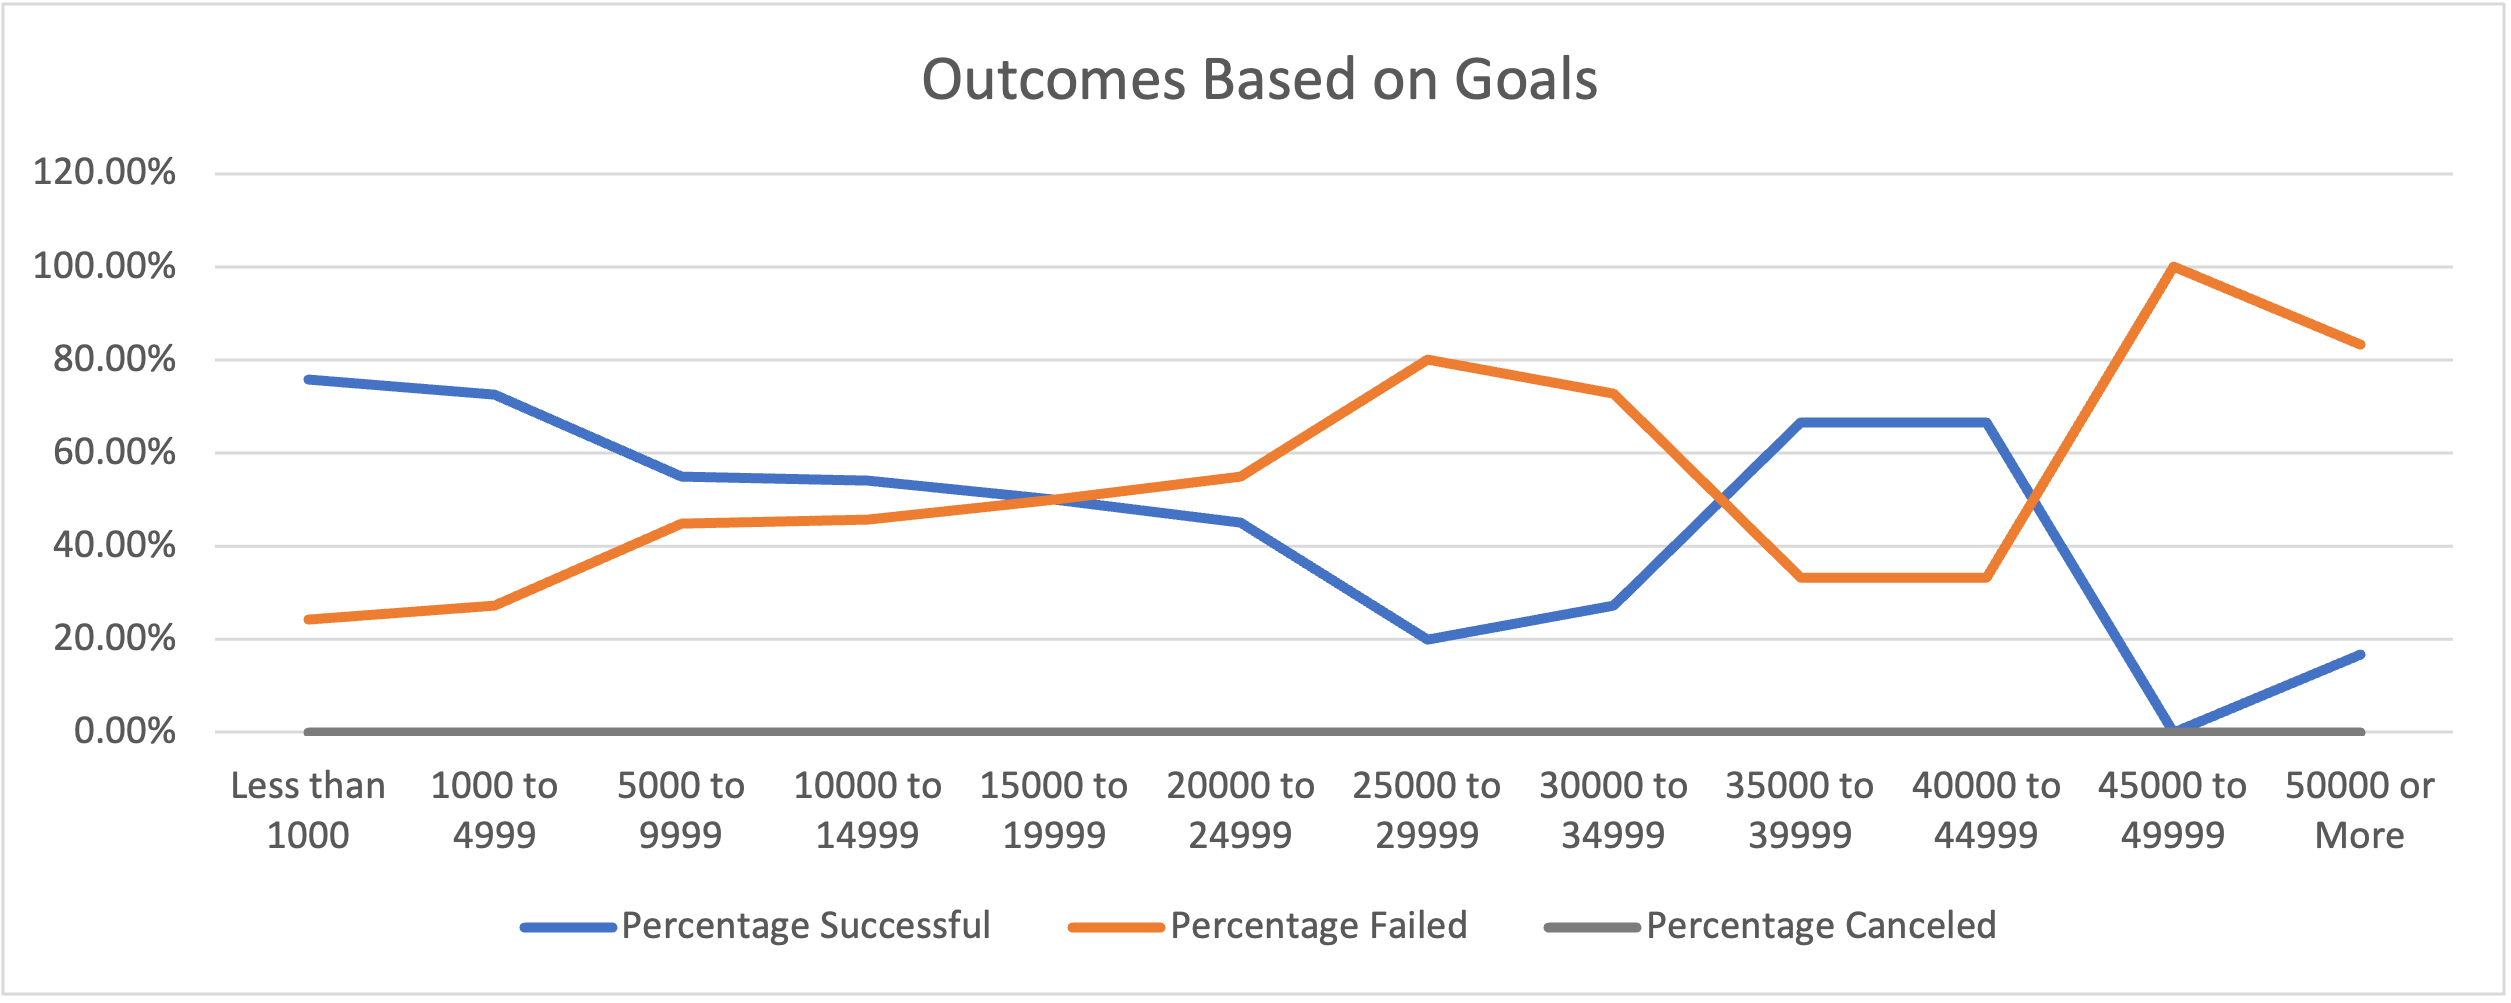 Outcomes Based on Goals
120.00%
100.00%
80.00%
60.00%
40.00%
20.00%
0.00%
Less than 1000
1000 to 4999
5000 to 9999
10000 to 14999
15000 to 19999
20000 to 24999
25000 to 29999
30000 to 34999
35000 to 39999
40000 to 44999
45000 to 49999
50000 or More
Percentage Successful
Percentage Failed
Percentage Canceled